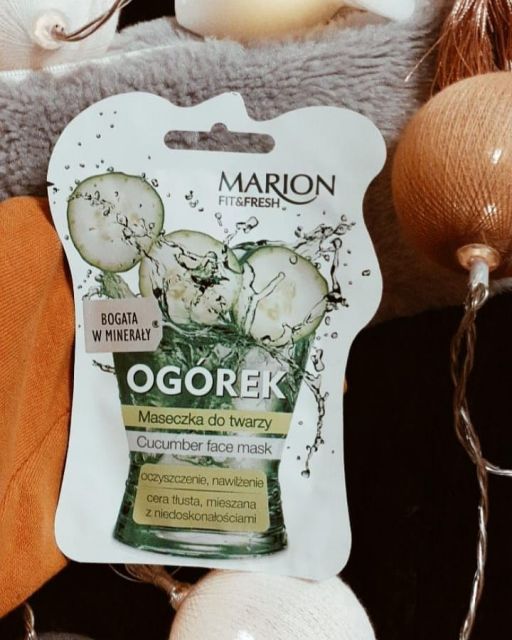 MARION
FIT&FRESH
BOGATA
W MINERAŁY
OGÓREK
Maseczka do twarzy
Cucumber face mask
oczyszczenie, nawilżenie
cera tłusta, mieszana
z niedoskonałościami